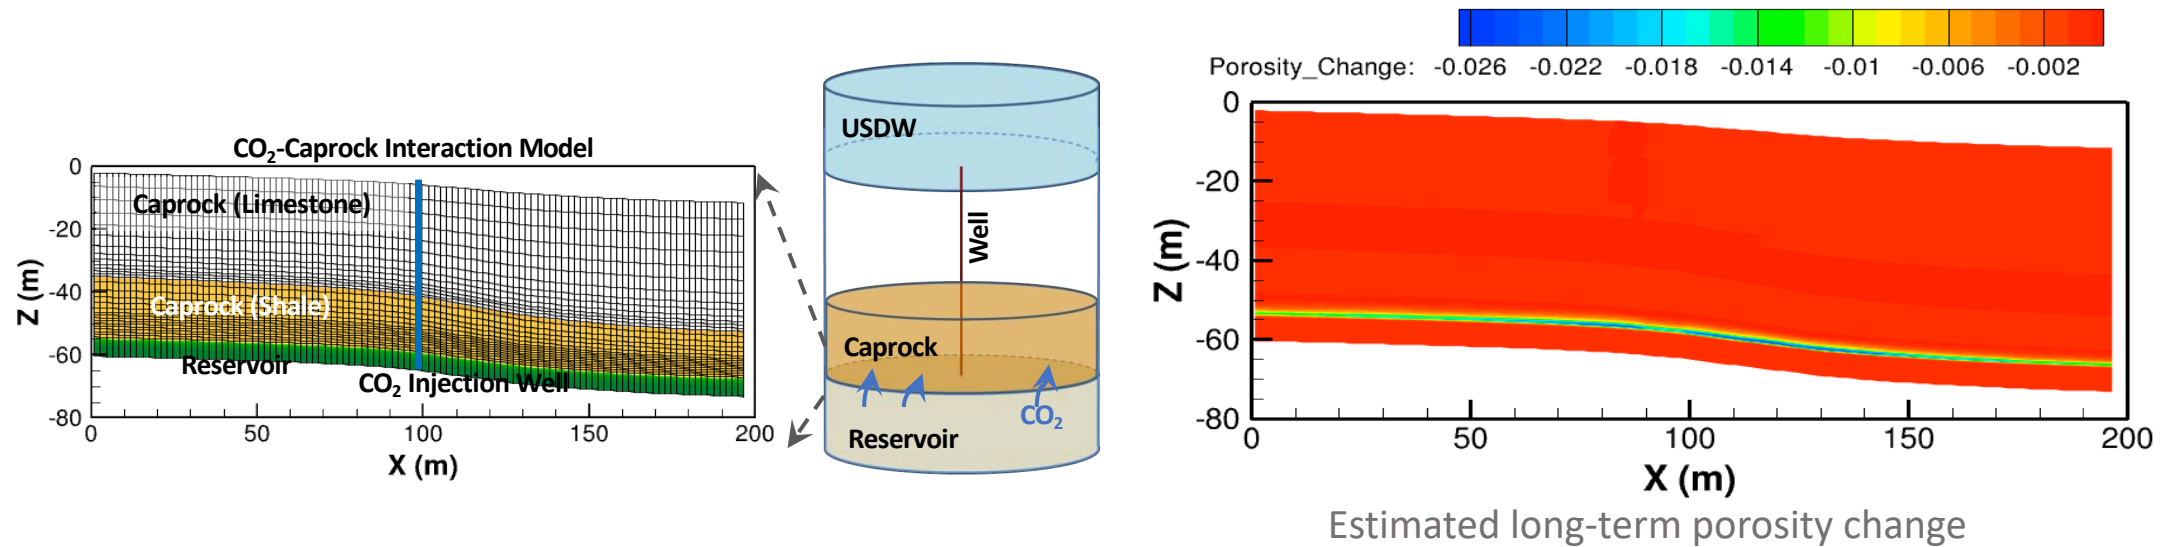 CO2-Caprock Interaction Model
0
Caprock (Limestone)
-20
-40
Caprock (Shale)
-60
Reservoir
CO2 Injection Well
-80
0 50 100 150 200
Z (m)
X (m)
USDW
Well
Caprock
CO2
Reservoir
Porosity_Change: -0.026 -0.022 -0.018 -0.014 -0.01 -0.006 -0.002
0
-20
-40
-60
-80
0 50 100 150 200
Z (m)
X (m)
Estimated long-term porosity change